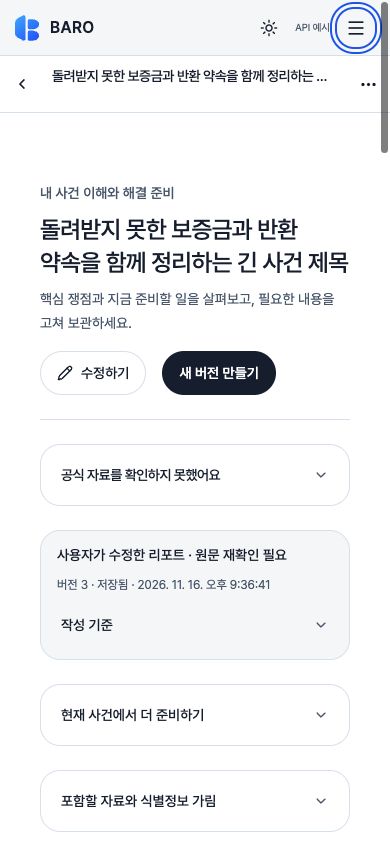 BARO
API 예시
돌려받지 못한 보증금과 반환 약속을 함께 정리하는 ...
내 사건 이해와 해결 준비
돌려받지 못한 보증금과 반환
약속을 함께 정리하는 긴 사건 제목
핵심 쟁점과 지금 준비할 일을 살펴보고, 필요한 내용을
고쳐 보관하세요.
수정하기
새 버전 만들기
공식 자료를 확인하지 못했어요
사용자가 수정한 리포트 · 원문 재확인 필요
버전 3 · 저장됨 · 2026. 11. 16. 오후 9:36:41
작성 기준
현재 사건에서 더 준비하기
포함할 자료와 식별정보 가림